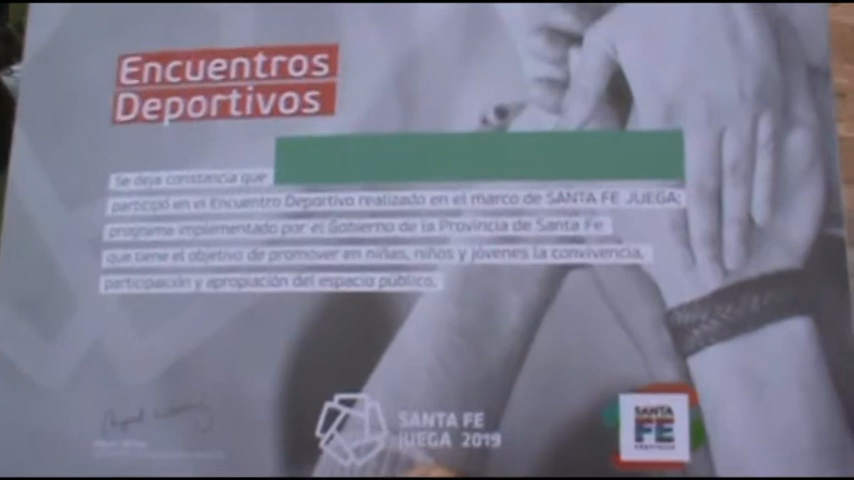 Encuentros
Deportivos
Se deja constancia que
participó en el Encuentro Deportivo realizado en el marco de SANTA FE JUEGA;
programa implementado por el Gobierno de la Provincia de Santa Fe
que tiene el objetivo de promover en niñas, niños y jóvenes la convivencia,
participación y apropiación del espacio público.
SANTA FE
JUEGA 2019
SANTA
FE